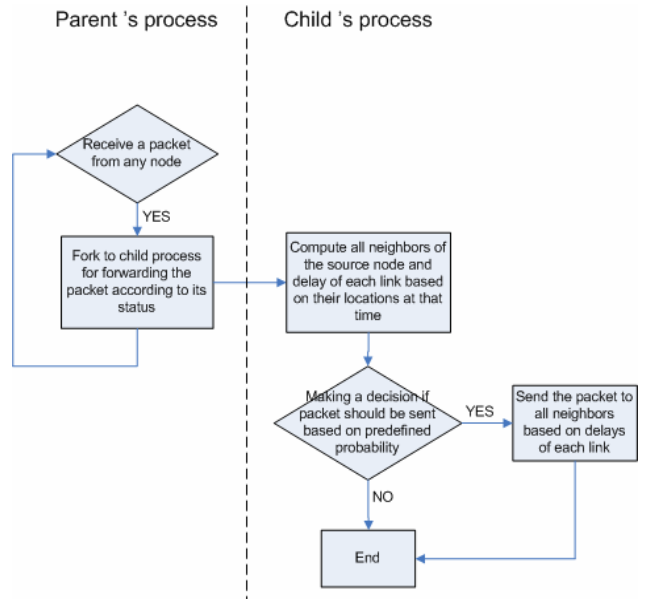 Parent 's process
Child 's process
Receive a packet
from any node
YES
Fork to child process
for forwarding the
packet according to its
status
Compute all neighbors of
the source node and
delay of each link based
on their locations at that
time
Making a decision if
packet should be sent
based on predefined
probability
YES
Send the packet to
all neighbors
based on delays
of each link
NO
End